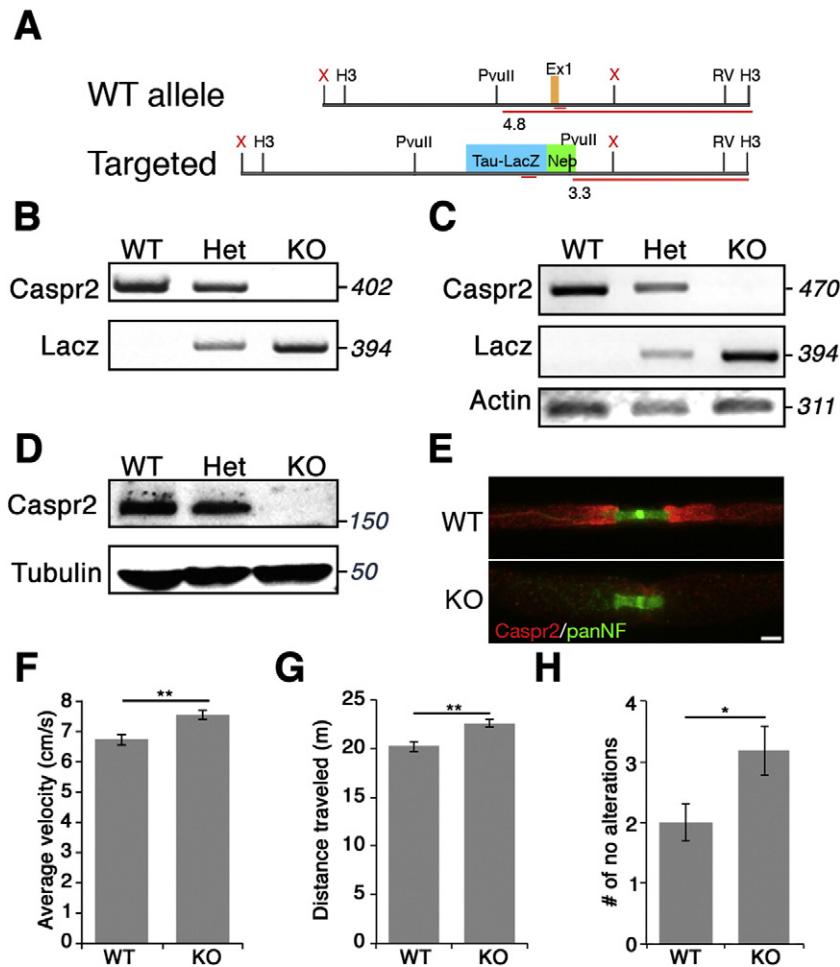 A
X H3 PvuII Ex1 X RV H3
WT allele
4.8
X H3 PvuII PvuII X RV H3
Targeted Tau-LacZ Neo
3.3
B
WT Het KO
Caspr2 402
Lacz 394
C
WT Het KO
Caspr2 470
Lacz 394
Actin 311
D
WT Het KO
Caspr2 150
Tubulin 50
E
WT
KO
Caspr2/panNF
F
**
Average velocity (cm/s)
8
7
6
5
4
3
2
1
0
WT KO
G
**
Distance traveled (m)
25
20
15
10
5
0
WT KO
H
*
# of no alterations
4
3
2
1
0
WT KO